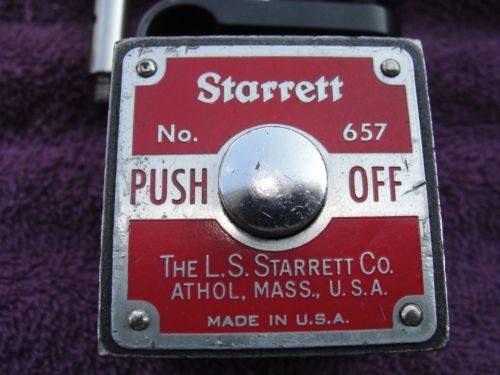 Starrett
No. 657
PUSH OFF
THE L.S. STARRETT CO.
ATHOL, MASS., U.S.A.
MADE IN U.S.A.